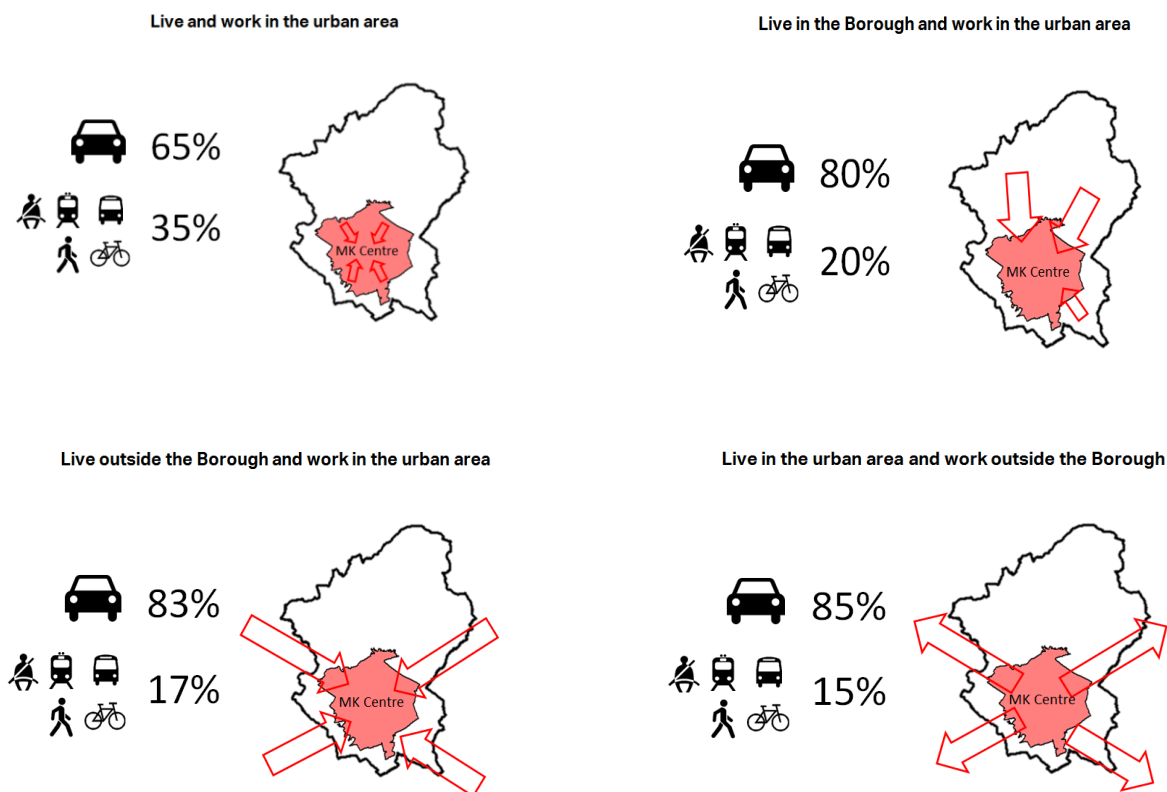 Live and work in the urban area
65%
35%
MK Centre
Live in the Borough and work in the urban area
80%
20%
MK Centre
Live outside the Borough and work in the urban area
83%
17%
MK Centre
Live in the urban area and work outside the Borough
85%
15%
MK Centre